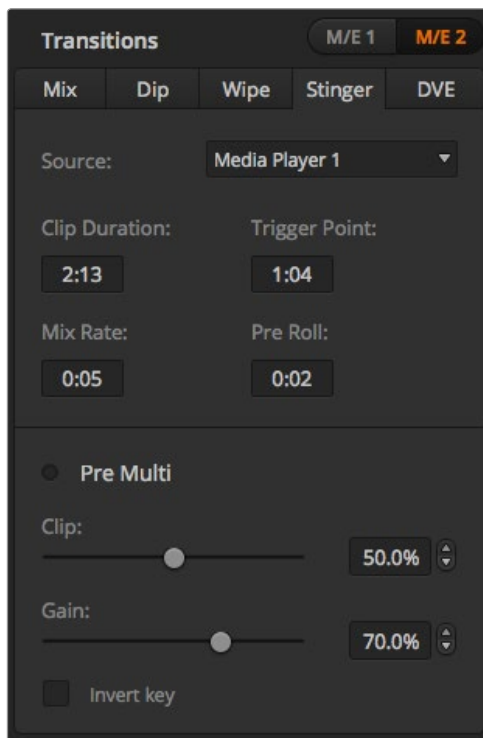 Transitions M/E 1 M/E 2
Mix Dip Wipe Stinger DVE
Source: Media Player 1
Clip Duration: Trigger Point:
2:13 1:04
Mix Rate: Pre Roll:
0:05 0:02
Pre Multi
Clip:
50.0%
Gain:
70.0%
Invert key